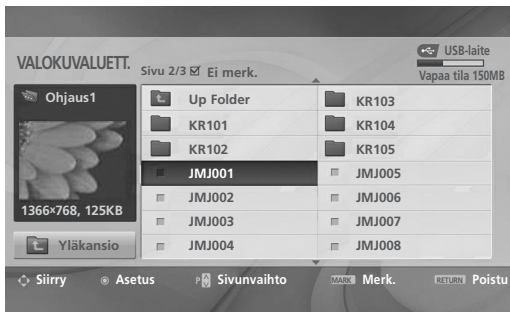 USB-laite
VALOKUVALUETT.
Sivu 2/3 Ei merk.
Vapaa tila 150MB
Ohjaus1
Up Folder
KR101
KR102
JMJ001
JMJ002
JMJ003
JMJ004
KR103
KR104
KR105
JMJ005
JMJ006
JMJ007
JMJ008
1366×768, 125KB
Yläkansio
Siirry
Asetus
P Sivunvaihto
MARK Merk.
RETURN Poistu